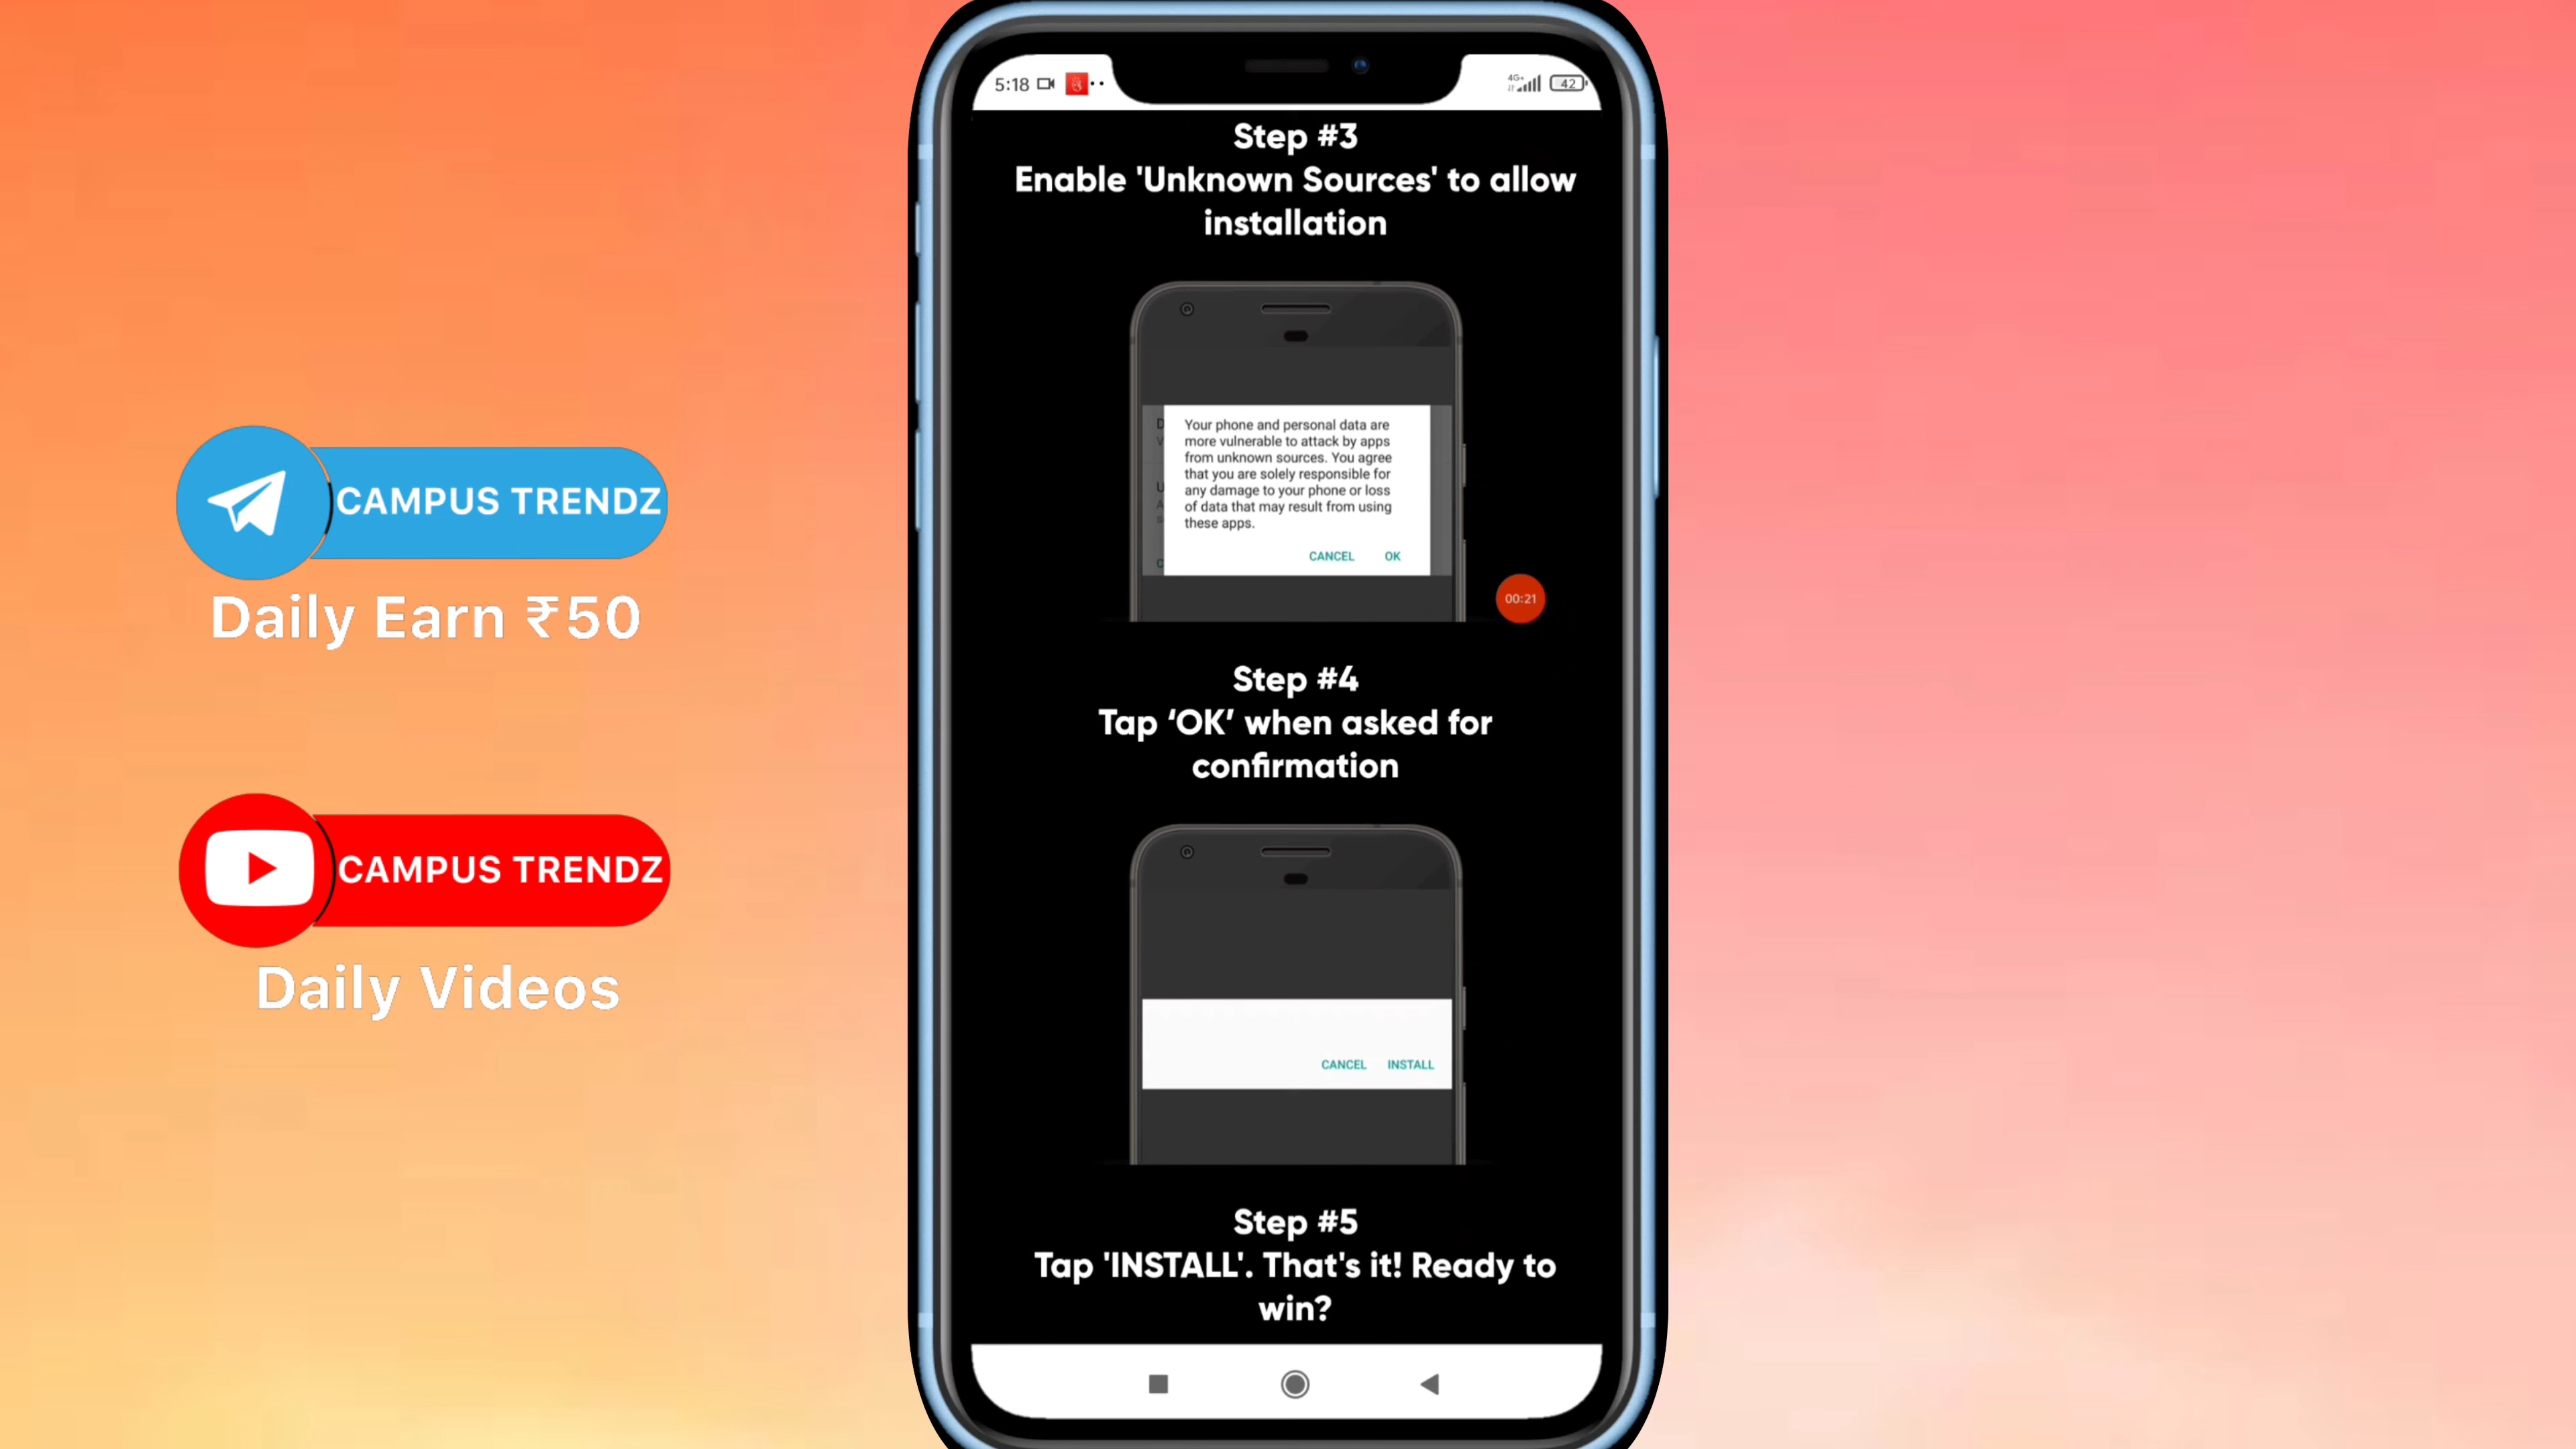 CAMPUS TRENDZ
Daily Earn ₹50
CAMPUS TRENDZ
Daily Videos
5:18
4G+
42
Step #3
Enable 'Unknown Sources' to allow
installation
Your phone and personal data are
more vulnerable to attack by apps
from unknown sources. You agree
that you are solely responsible for
any damage to your phone or loss
of data that may result from using
these apps.
CANCEL OK
00:21
Step #4
Tap ‘OK’ when asked for
confirmation
CANCEL INSTALL
Step #5
Tap 'INSTALL'. That's it! Ready to
win?